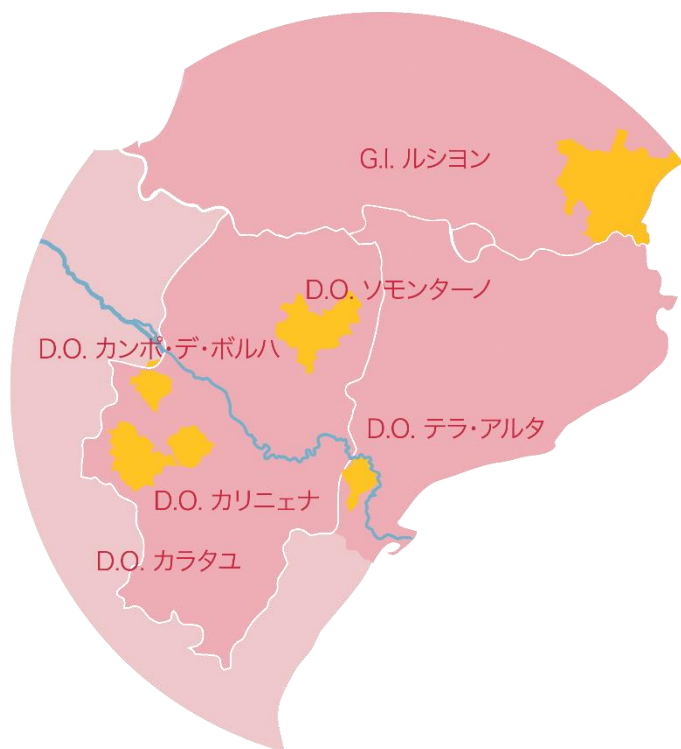 G.I. ルシヨン
D.O. ソモンターノ
D.O. カンポ・デ・ボルハ
D.O. テラ・アルタ
D.O. カリニェナ
D.O. カラタユ